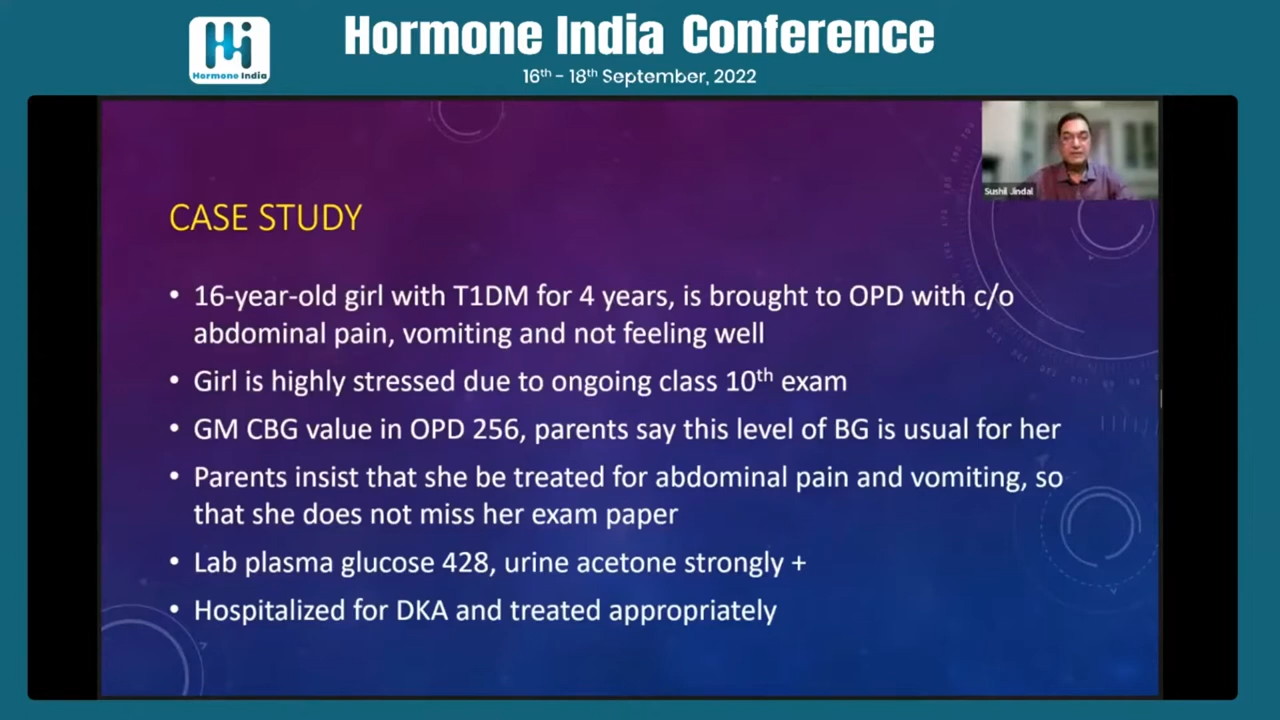 Hormone India Conference
16th - 18th September, 2022
Hormone India
Sushil Jindal
CASE STUDY
• 16-year-old girl with T1DM for 4 years, is brought to OPD with c/o
abdominal pain, vomiting and not feeling well
• Girl is highly stressed due to ongoing class 10th exam
• GM CBG value in OPD 256, parents say this level of BG is usual for her
• Parents insist that she be treated for abdominal pain and vomiting, so
that she does not miss her exam paper
• Lab plasma glucose 428, urine acetone strongly +
• Hospitalized for DKA and treated appropriately